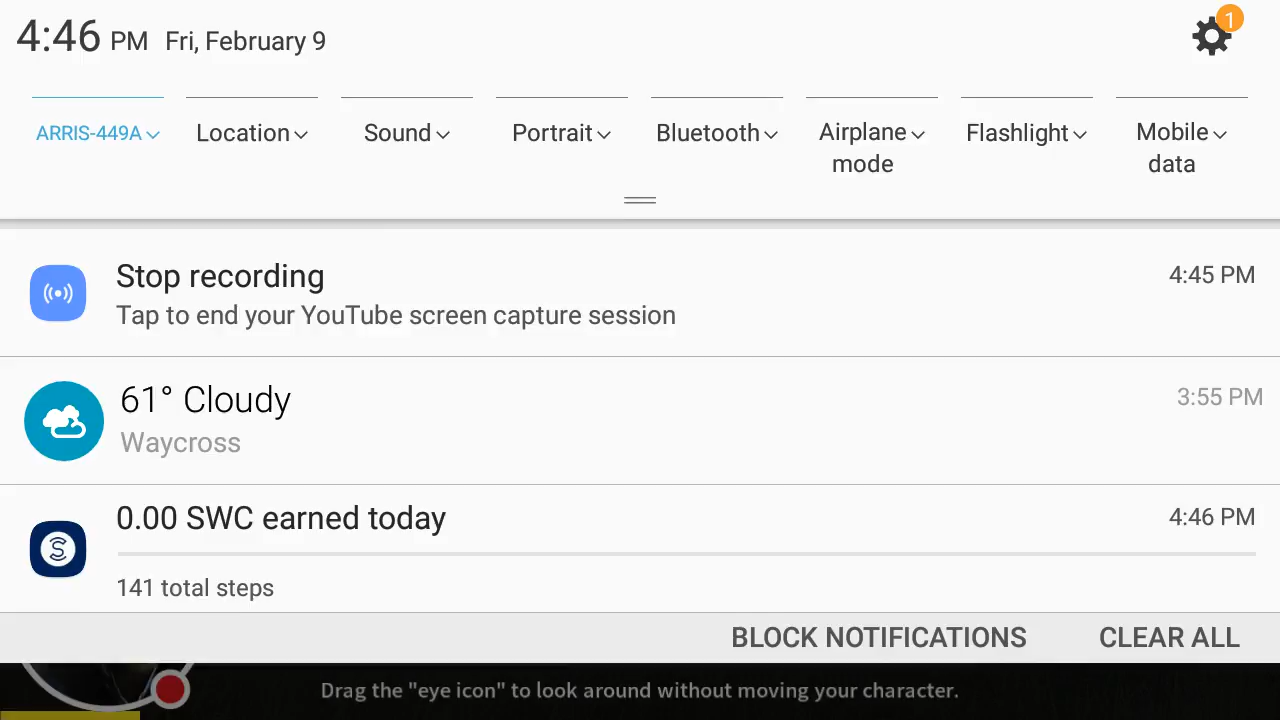 4:46 PM Fri, February 9
1
ARRIS-449A
Location
Sound
Portrait
Bluetooth
Airplane
mode
Flashlight
Mobile
data
Stop recording
4:45 PM
Tap to end your YouTube screen capture session
61° Cloudy
3:55 PM
Waycross
0.00 SWC earned today
4:46 PM
141 total steps
BLOCK NOTIFICATIONS
CLEAR ALL
Drag the "eye icon" to look around without moving your character.